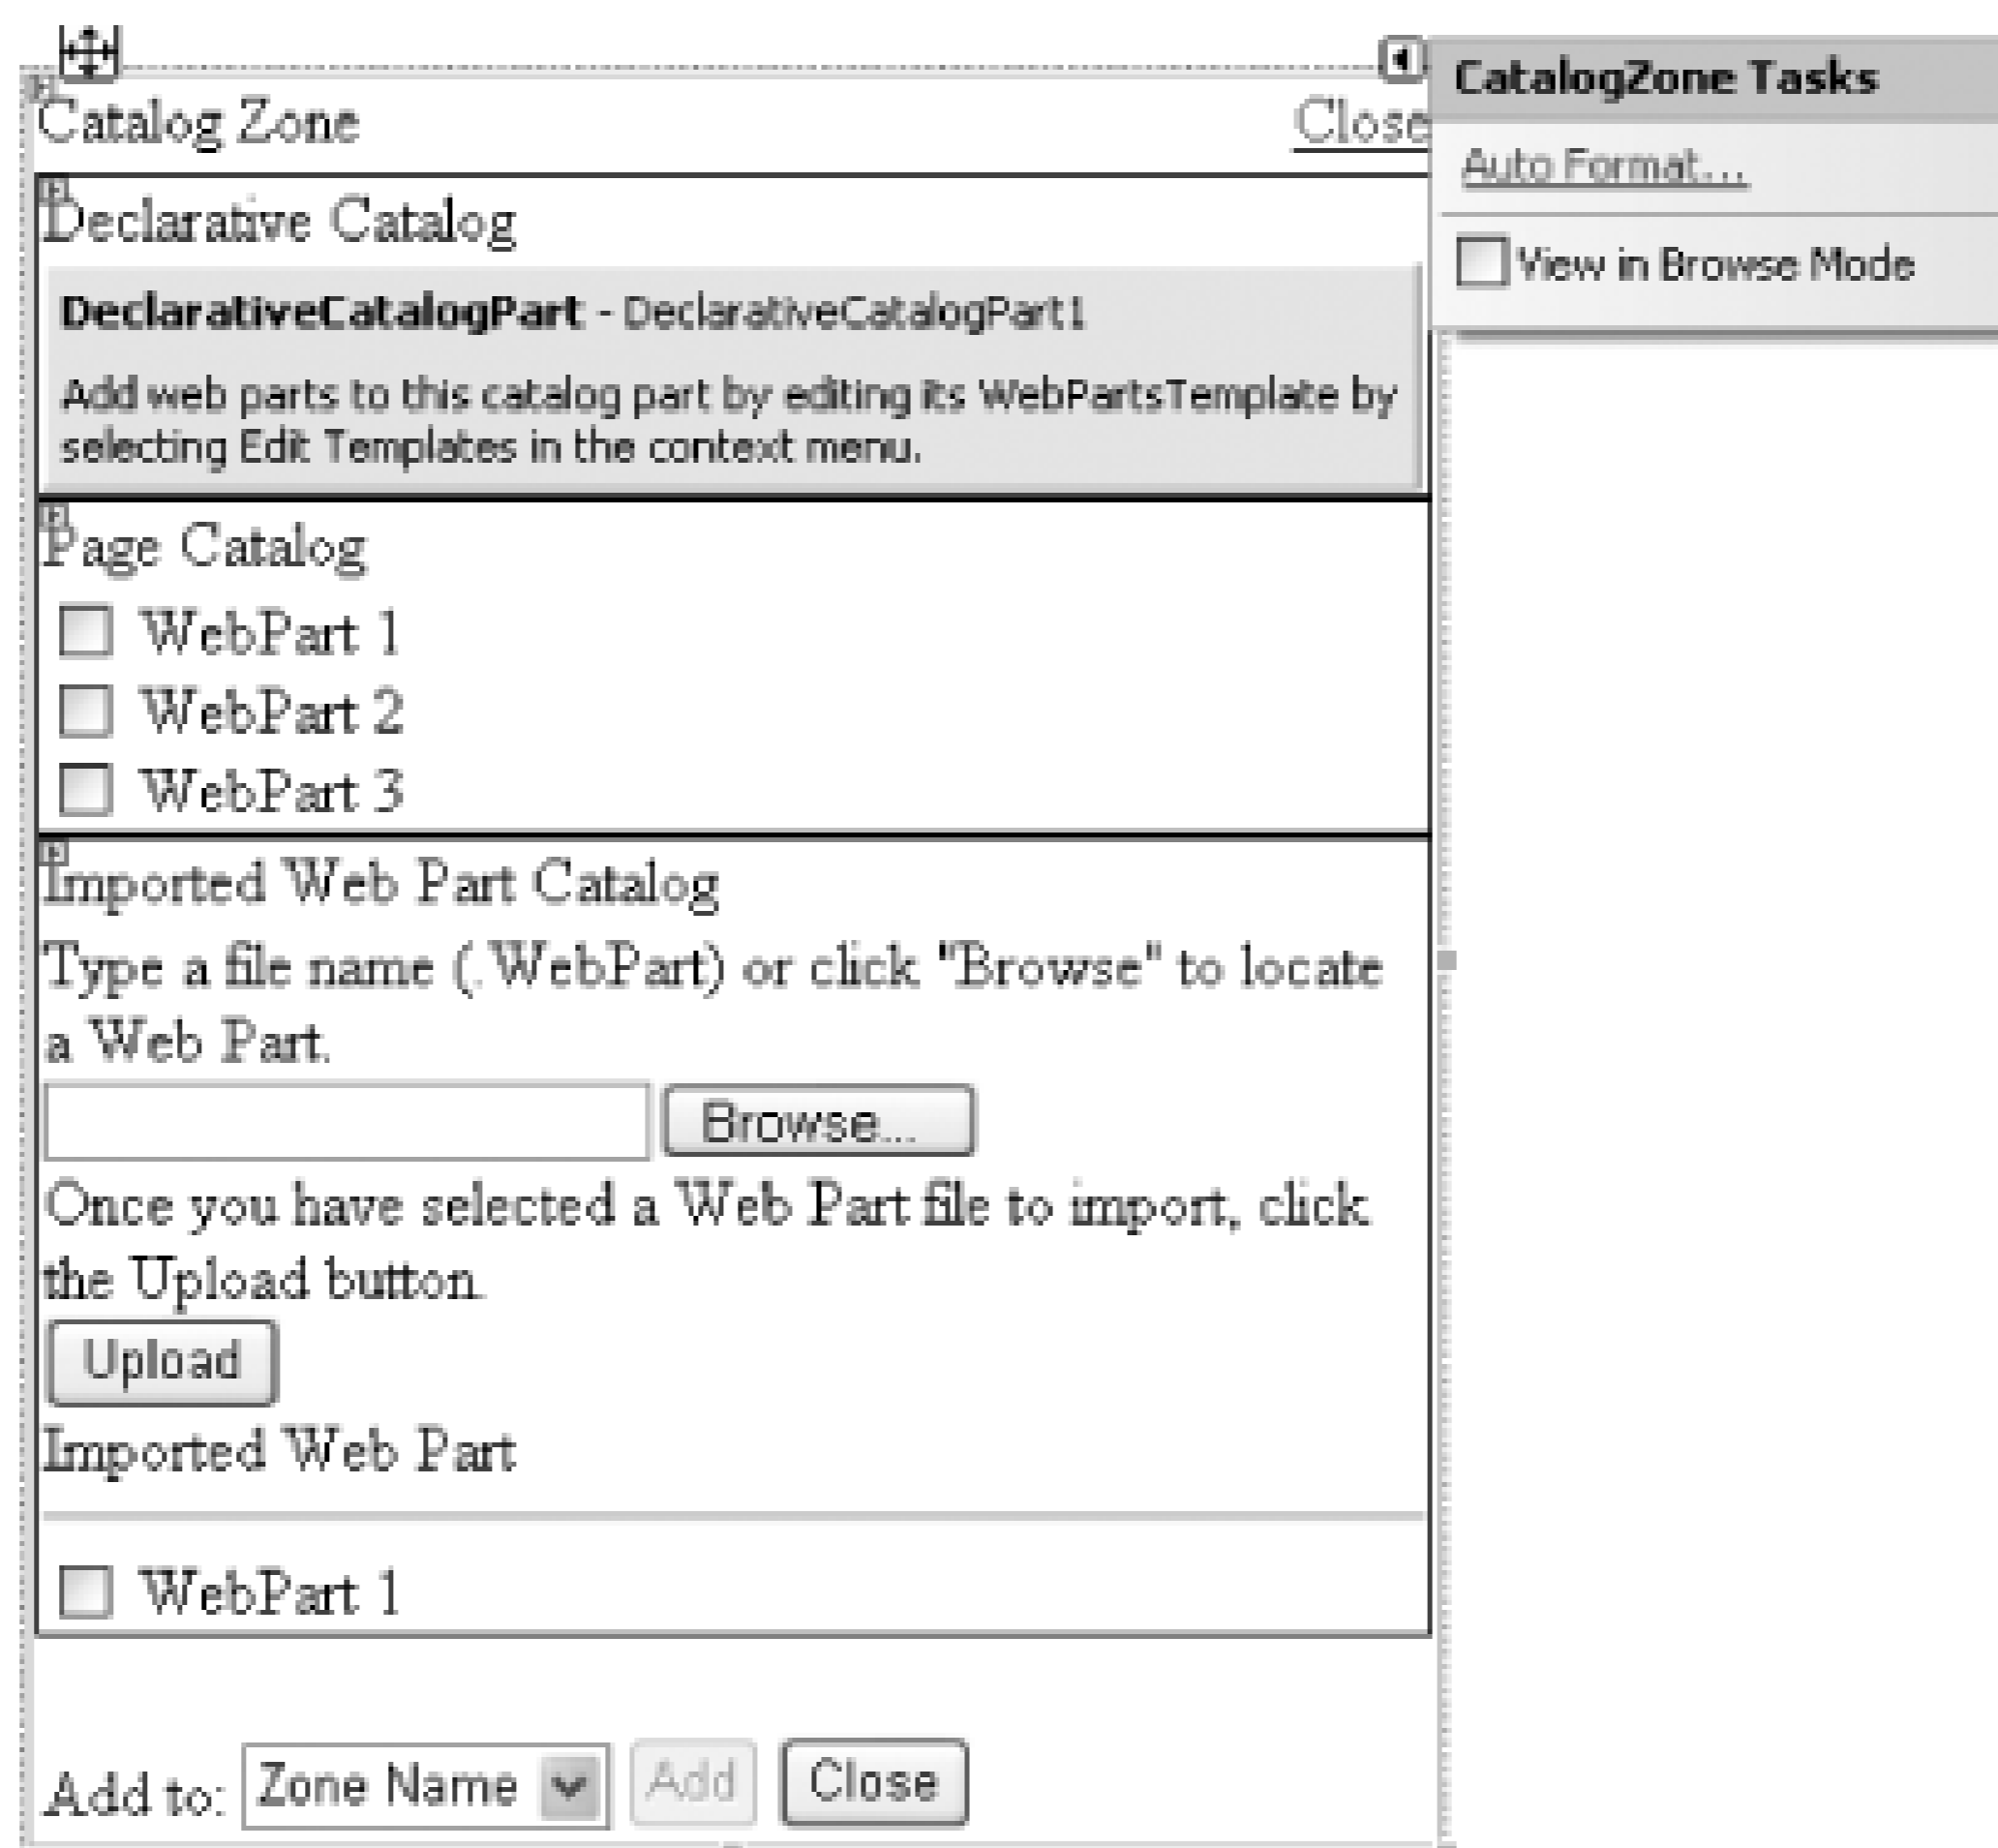 Catalog Zone Close
CatalogZone Tasks
Auto Format...
View in Browse Mode
Declarative Catalog
DeclarativeCatalogPart - DeclarativeCatalogPart1
Add web parts to this catalog part by editing its WebPartsTemplate by
selecting Edit Templates in the context menu.
Page Catalog
WebPart 1
WebPart 2
WebPart 3
Imported Web Part Catalog
Type a file name (.WebPart) or click "Browse" to locate
a Web Part.
Browse...
Once you have selected a Web Part file to import, click
the Upload button.
Upload
Imported Web Part
WebPart 1
Add to: Zone Name Add Close